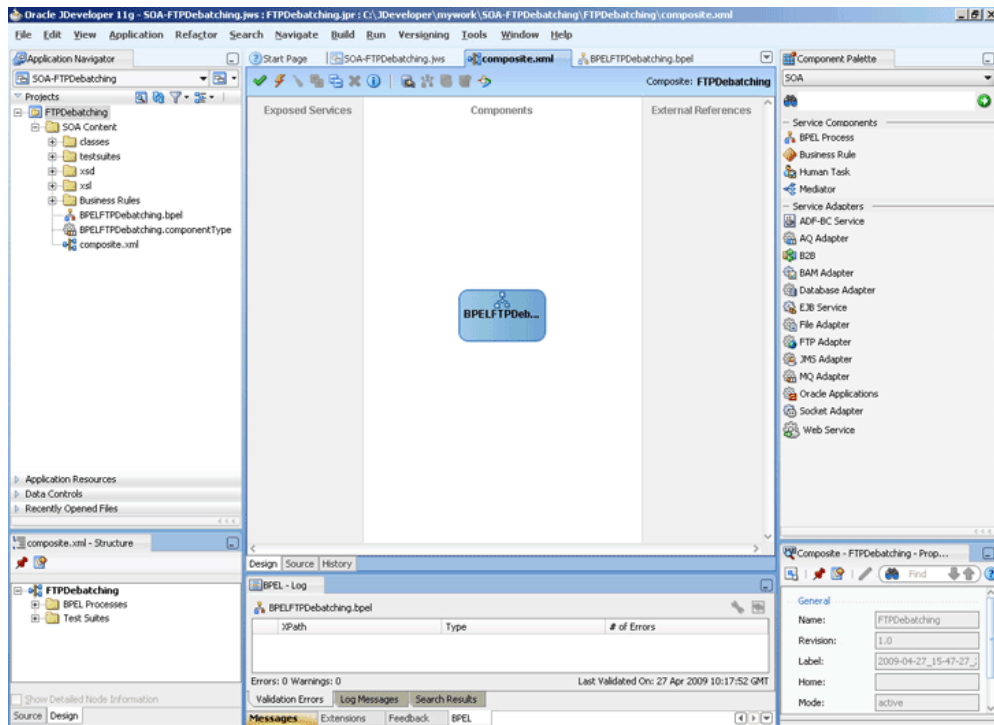 Oracle JDeveloper 11g - SOA-FTPDebatching.jws : FTPDebatching.jpr : C:\JDeveloper\mywork\SOA-FTPDebatching\FTPDebatching\composite.xml
File Edit View Application Refactor Search Navigate Build Run Versioning Tools Window Help
Application Navigator
SOA-FTPDebatching
Projects
FTPDebatching
SOA Content
classes
testsuites
xsd
xsl
Business Rules
BPELFTPDebatching.bpel
BPELFTPDebatching.componentType
composite.xml
Application Resources
Data Controls
Recently Opened Files
composite.xml - Structure
FTPDebatching
BPEL Processes
Test Suites
Show Detailed Node Information
Source Design
Start Page SOA-FTPDebatching.jws composite.xml BPELFTPDebatching.bpel
Composite: FTPDebatching
Exposed Services Components External References
BPELFTPDeb...
Design Source History
BPEL - Log
BPELFTPDebatching.bpel
XPath Type # of Errors
Errors: 0 Warnings: 0 Last Validated On: 27 Apr 2009 10:17:52 GMT
Validation Errors Log Messages Search Results
Messages Extensions Feedback BPEL
Component Palette
SOA
Service Components
BPEL Process
Business Rule
Human Task
Mediator
Service Adapters
ADF-BC Service
AQ Adapter
B2B
BAM Adapter
Database Adapter
EJB Service
File Adapter
FTP Adapter
JMS Adapter
MQ Adapter
Oracle Applications
Socket Adapter
Web Service
Composite - FTPDebatching - Prop...
Find
General
Name: FTPDebatching
Revision: 1.0
Label: 2009-04-27_15-47-27_
Home:
Mode: active